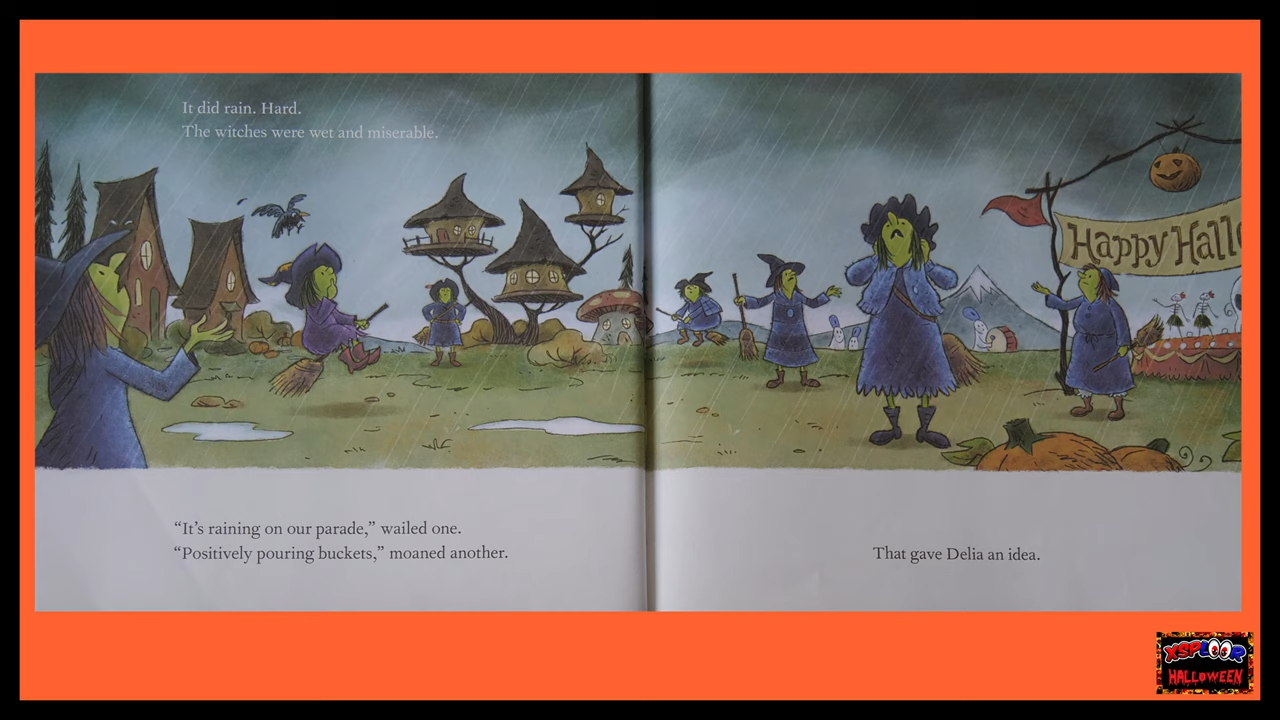 It did rain. Hard.
The witches were wet and miserable.
Happy Hall
“It’s raining on our parade,” wailed one.
“Positively pouring buckets,” moaned another.
That gave Delia an idea.
XSPLOOR
HALLOWEEN